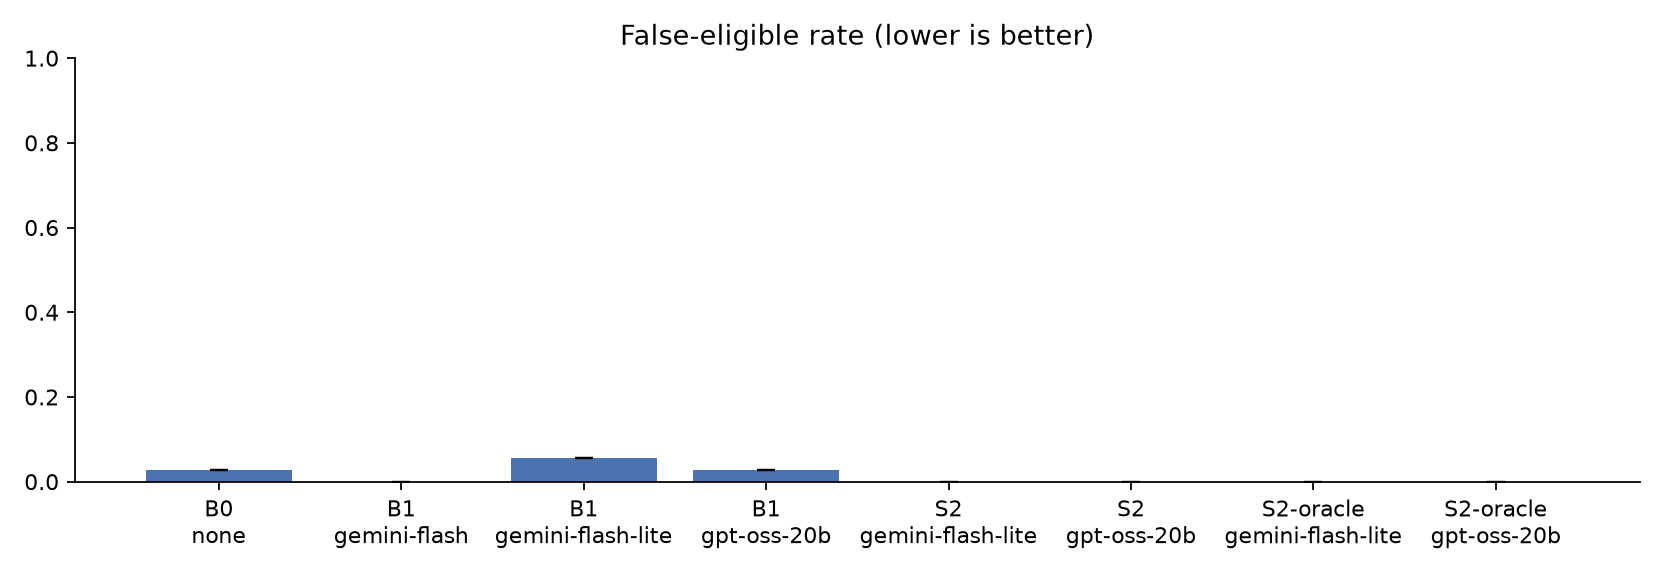 False-eligible rate (lower is better)
1.0
0.8
0.6
0.4
0.2
0.0
B0 B1 B1 B1 S2 S2 S2-oracle S2-oracle
none gemini-flash gemini-flash-lite gpt-oss-20b gemini-flash-lite gpt-oss-20b gemini-flash-lite gpt-oss-20b